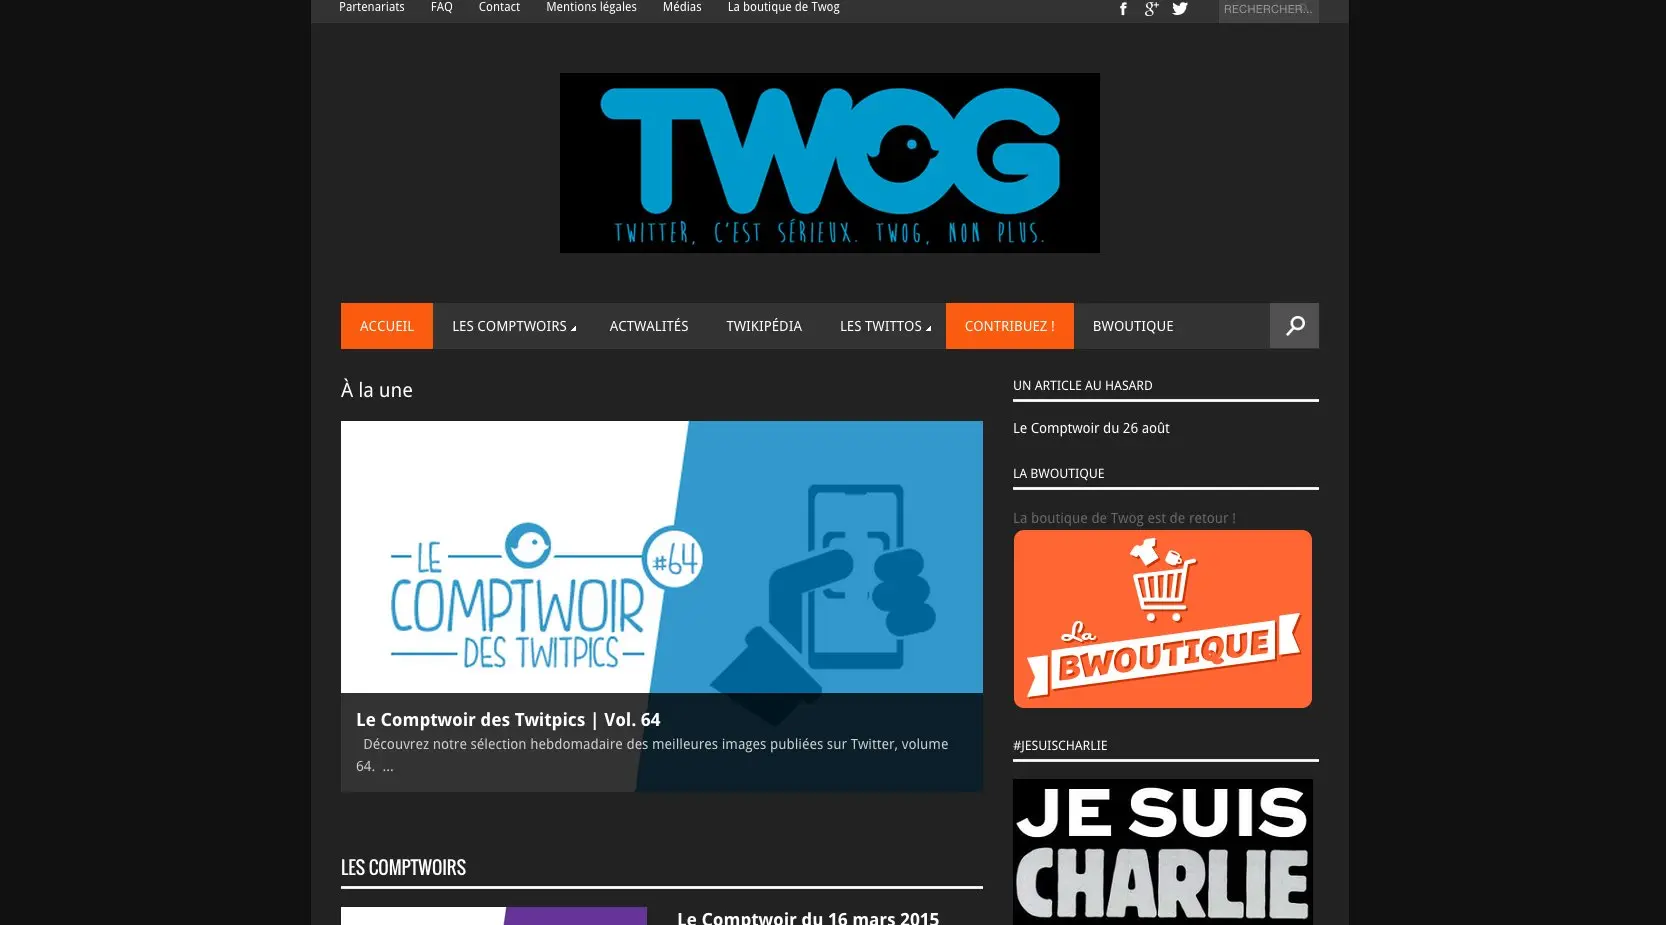 Partenariats FAQ Contact Mentions légales Médias La boutique de Twog
RECHERCHER...
TWOG
TWITTER, C'EST SÉRIEUX. TWOG, NON PLUS.
ACCUEIL LES COMPTWOIRS ACTWALITÉS TWIKIPÉDIA LES TWITTOS CONTRIBUEZ ! BWOUTIQUE
À la une
LE
COMPTWOIR
DES TWITPICS
#64
Le Comptwoir des Twitpics | Vol. 64
Découvrez notre sélection hebdomadaire des meilleures images publiées sur Twitter, volume
64. ...
LES COMPTWOIRS
Le Comptwoir du 16 mars 2015
UN ARTICLE AU HASARD
Le Comptwoir du 26 août
LA BWOUTIQUE
La boutique de Twog est de retour !
La
BWOUTIQUE
#JESUISCHARLIE
JE SUIS
CHARLIE